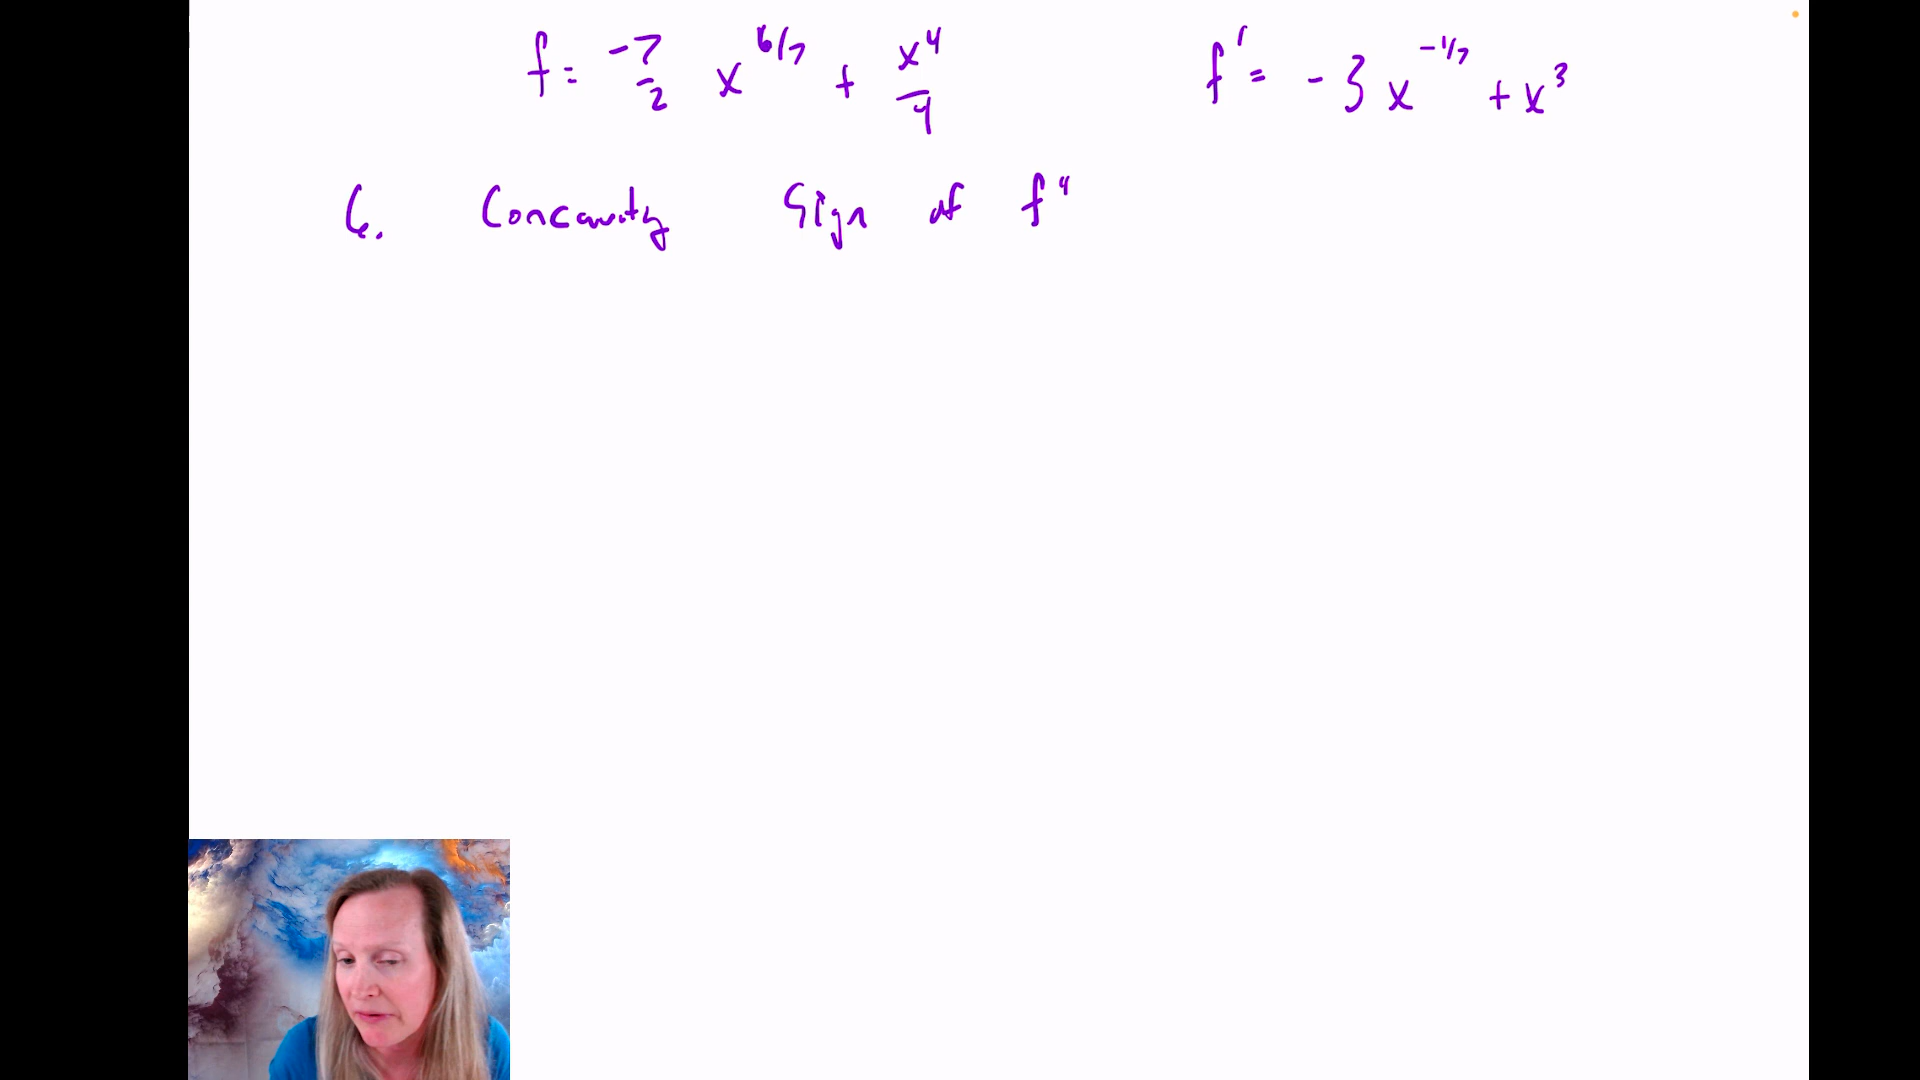 f = -7/2 x^6/7 + x^4/4 f' = -3 x^-1/7 + x^3
6. Concavity Sign of f"